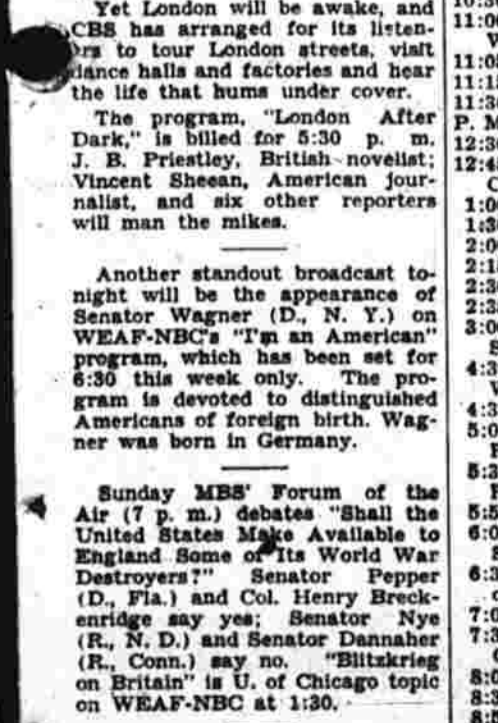 Yet London will be awake, and
CBS has arranged for its listen-
ers to tour London streets, visit
dance halls and factories and hear
the life that hums under cover.
The program, "London After
Dark," is billed for 5:30 p. m.
J. B. Priestley, British novelist;
Vincent Sheean, American jour-
nalist, and six other reporters
will man the mikes.
Another standout broadcast to-
night will be the appearance of
Senator Wagner (D., N. Y.) on
WEAF-NBC's "I'm an American"
program, which has been set for
6:30 this week only. The pro-
gram is devoted to distinguished
Americans of foreign birth. Wag-
ner was born in Germany.
Sunday MBS' Forum of the
Air (7 p. m.) debates "Shall the
United States Make Available to
England Some of Its World War
Destroyers?" Senator Pepper
(D., Fla.) and Col. Henry Breck-
enridge say yes; Senator Nye
(R., N. D.) and Senator Dannaher
(R., Conn.) say no. "Blitzkrieg
on Britain" is U. of Chicago topic
on WEAF-NBC at 1:30.
P. M